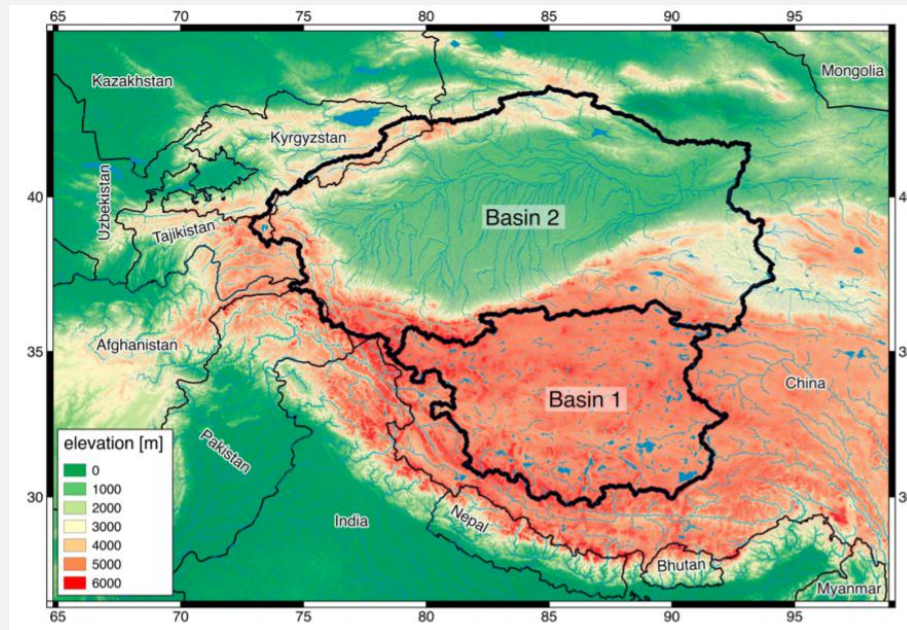 65 70 75 80 85 90 95
Kazakhstan
Mongolia
Kyrgyzstan
40
Uzbekistan
Tajikistan
Basin 2
Afghanistan
35
China
Basin 1
elevation [m]
0
1000
2000
3000
4000
5000
6000
Pakistan
30
India
Nepal
Bhutan
Myanmar
65 70 75 80 85 90 95